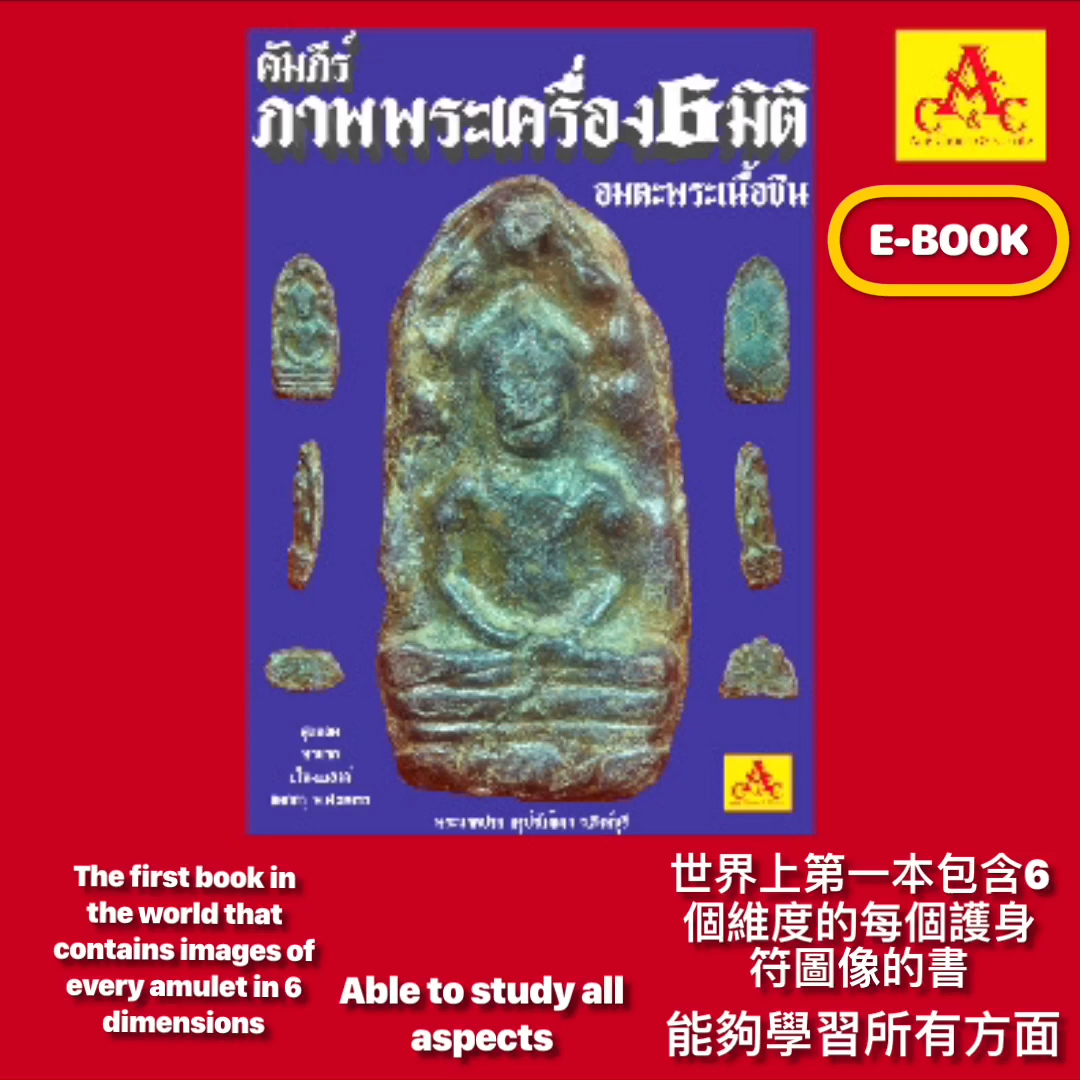 คัมภีร์
ภาพพระเครื่อง6มิติ
อมตะพระเนื้อชิน
A
C & C
E-BOOK
A
C & C
The first book in
the world that
contains images of
every amulet in 6
dimensions
Able to study all
aspects
世界上第一本包含6
個維度的每個護身
符圖像的書
能夠學習所有方面